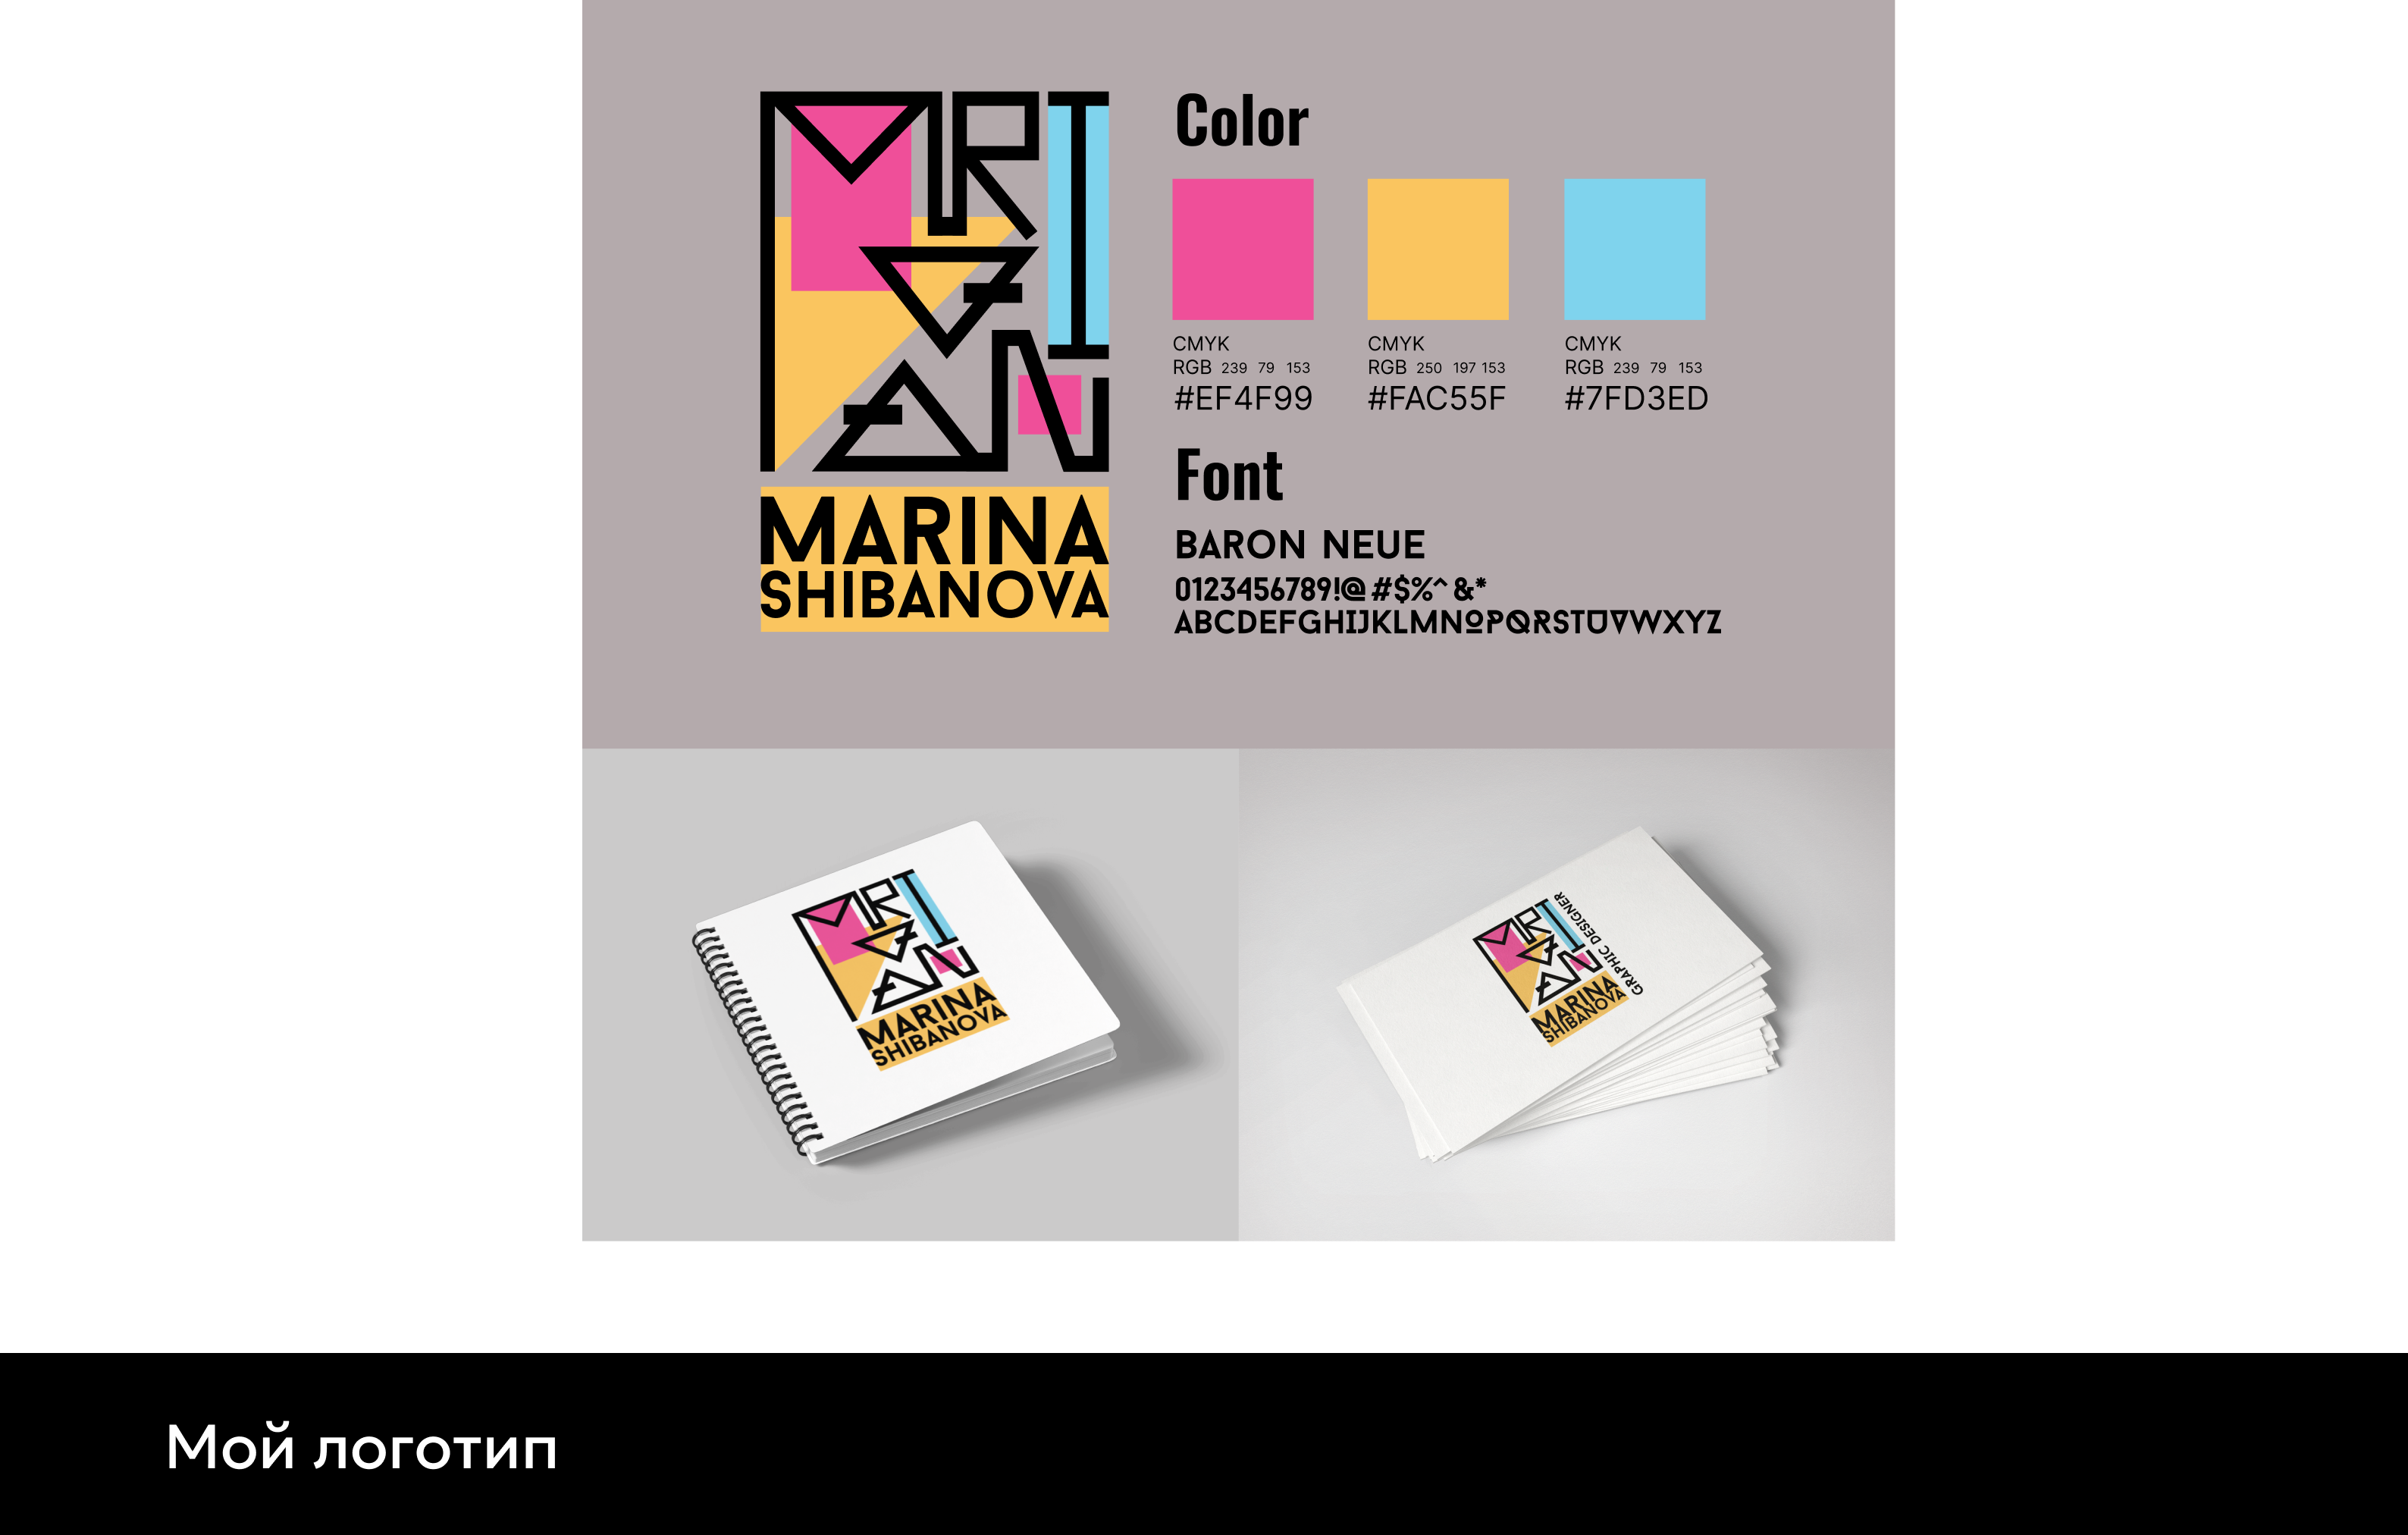 MARINA
SHIBANOVA
Color
CMYK
RGB 239 79 153
#EF4F99
CMYK
RGB 250 197 153
#FAC55F
CMYK
RGB 239 79 153
#7FD3ED
Font
BARON NEUE
0123456789!@#$%^&*
ABCDEFGHIJKLMNOPQRSTUVWXYZ
MARINA
SHIBANOVA
GRAPHIC DESIGNER
MARINA
SHIBANOVA
Мой логотип